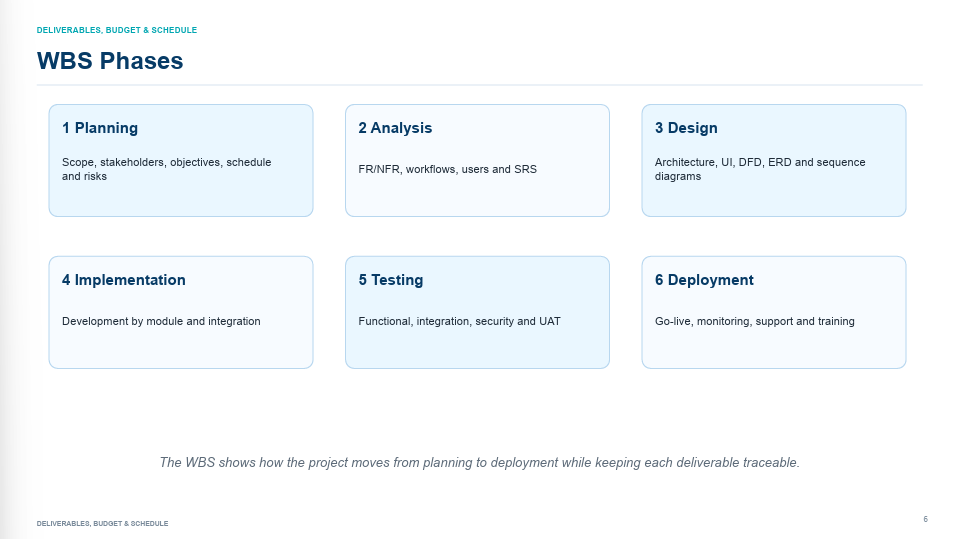 DELIVERABLES, BUDGET & SCHEDULE
WBS Phases
1 Planning
Scope, stakeholders, objectives, schedule
and risks
2 Analysis
FR/NFR, workflows, users and SRS
3 Design
Architecture, UI, DFD, ERD and sequence
diagrams
4 Implementation
Development by module and integration
5 Testing
Functional, integration, security and UAT
6 Deployment
Go-live, monitoring, support and training
The WBS shows how the project moves from planning to deployment while keeping each deliverable traceable.
DELIVERABLES, BUDGET & SCHEDULE
6